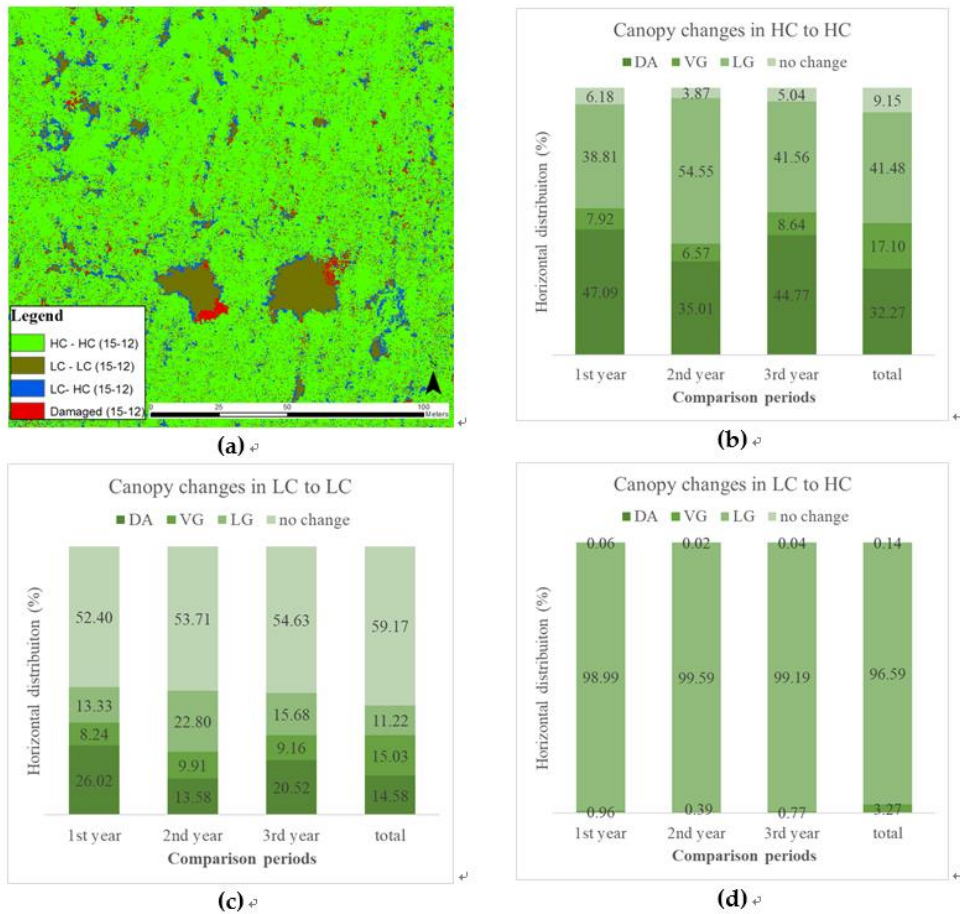 Legend
HC - HC (15-12)
LC - LC (15-12)
LC- HC (15-12)
Damaged (15-12)
0 25 50 100
Meters
(a)
Canopy changes in HC to HC
DA VG LG no change
Horizontal distribuiton (%)
6.18 3.87 5.04 9.15
38.81 54.55 41.56 41.48
7.92 6.57 8.64 17.10
47.09 35.01 44.77 32.27
1st year 2nd year 3rd year total
Comparison periods
(b)
Canopy changes in LC to LC
DA VG LG no change
Horizontal distribuiton (%)
52.40 53.71 54.63 59.17
13.33 22.80 15.68 11.22
8.24 9.91 9.16 15.03
26.02 13.58 20.52 14.58
1st year 2nd year 3rd year total
Comparison periods
(c)
Canopy changes in LC to HC
DA VG LG no change
Horizontal distribuiton (%)
0.06 0.02 0.04 0.14
98.99 99.59 99.19 96.59
0.96 0.39 0.77 3.27
1st year 2nd year 3rd year total
Comparison periods
(d)